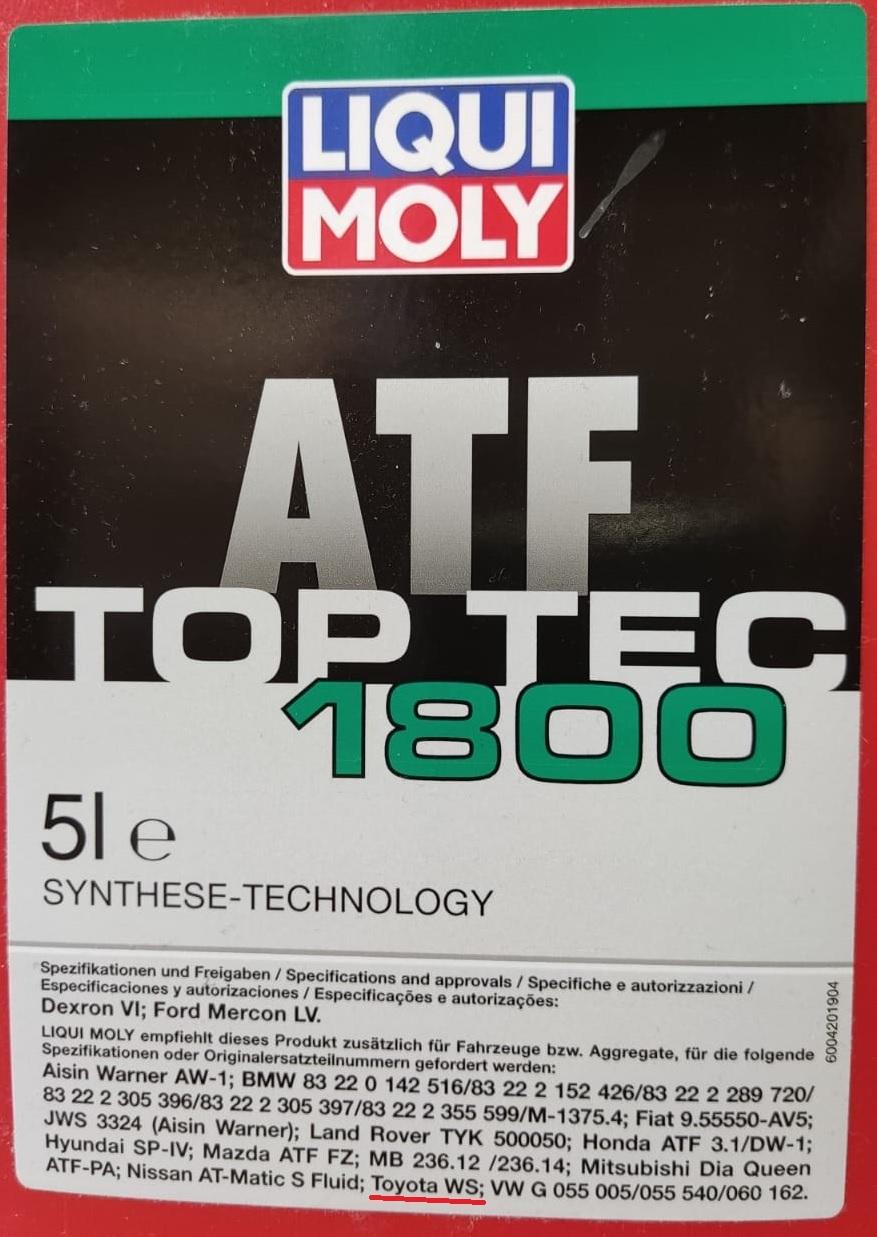 LIQUI
MOLY
ATF
TOP TEC
1800
5l ℮
SYNTHESE-TECHNOLOGY
Spezifikationen und Freigaben / Specifications and approvals / Specifiche e autorizzazioni /
Especificaciones y autorizaciones / Especificações e autorizações:
Dexron VI; Ford Mercon LV.
LIQUI MOLY empfiehlt dieses Produkt zusätzlich für Fahrzeuge bzw. Aggregate, für die folgende
Spezifikationen oder Originalersatzteilnummern gefordert werden:
Aisin Warner AW-1; BMW 83 22 0 142 516/83 22 2 152 426/83 22 2 289 720/
83 22 2 305 396/83 22 2 305 397/83 22 2 355 599/M-1375.4; Fiat 9.55550-AV5;
JWS 3324 (Aisin Warner); Land Rover TYK 500050; Honda ATF 3.1/DW-1;
Hyundai SP-IV; Mazda ATF FZ; MB 236.12 /236.14; Mitsubishi Dia Queen
ATF-PA; Nissan AT-Matic S Fluid; Toyota WS; VW G 055 005/055 540/060 162.
6004201904